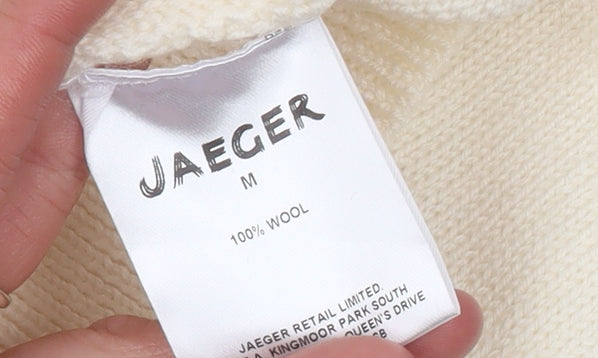 JAEGER
M
100% WOOL
JAEGER RETAIL LIMITED.
KINGMOOR PARK SOUTH
QUEEN'S DRIVE